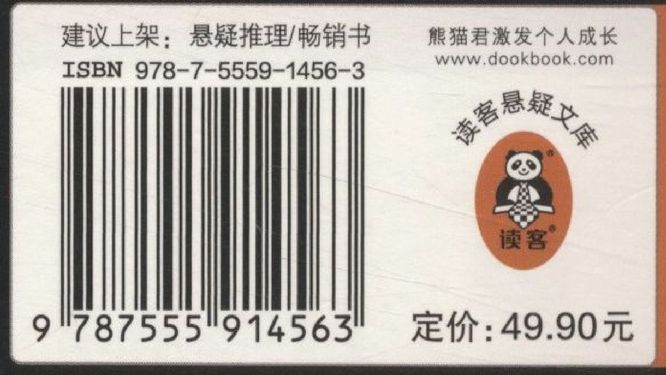 建议上架：悬疑推理/畅销书
ISBN 978-7-5559-1456-3
9 787555 914563
熊猫君激发个人成长
www.dookbook.com
读客悬疑文库
读客®
定价：49.90元